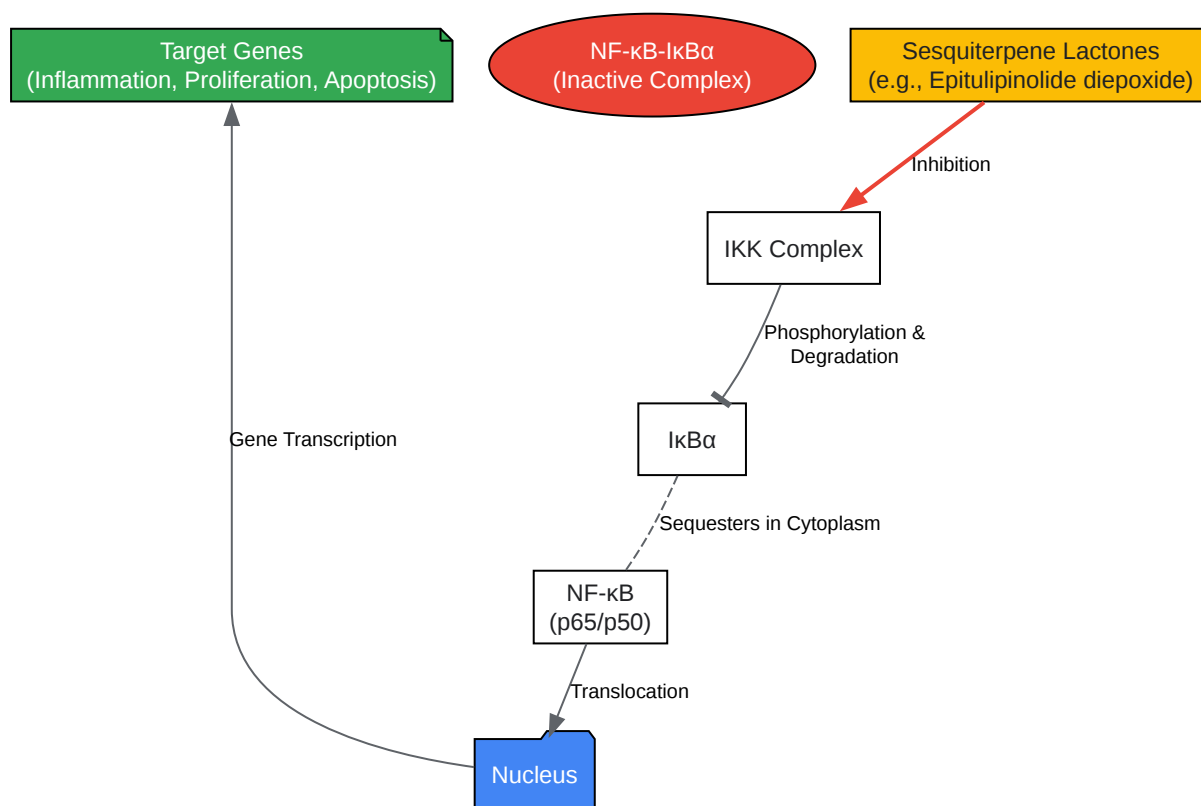 Target Genes
(Inflammation, Proliferation, Apoptosis)
NF-κB-IκBα
(Inactive Complex)
Sesquiterpene Lactones
(e.g., Epitulipinolide diepoxide)
Inhibition
IKK Complex
Phosphorylation &
Degradation
IκBα
Gene Transcription
Sequesters in Cytoplasm
NF-κB
(p65/p50)
Translocation
Nucleus